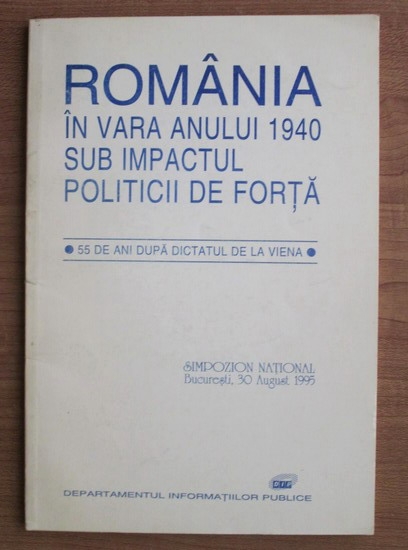 ROMÂNIA
ÎN VARA ANULUI 1940
SUB IMPACTUL
POLITICII DE FORȚĂ
● 55 DE ANI DUPĂ DICTATUL DE LA VIENA ●
SIMPOZION NAȚIONAL
București, 30 August 1995
DIP
DEPARTAMENTUL INFORMAȚIILOR PUBLICE